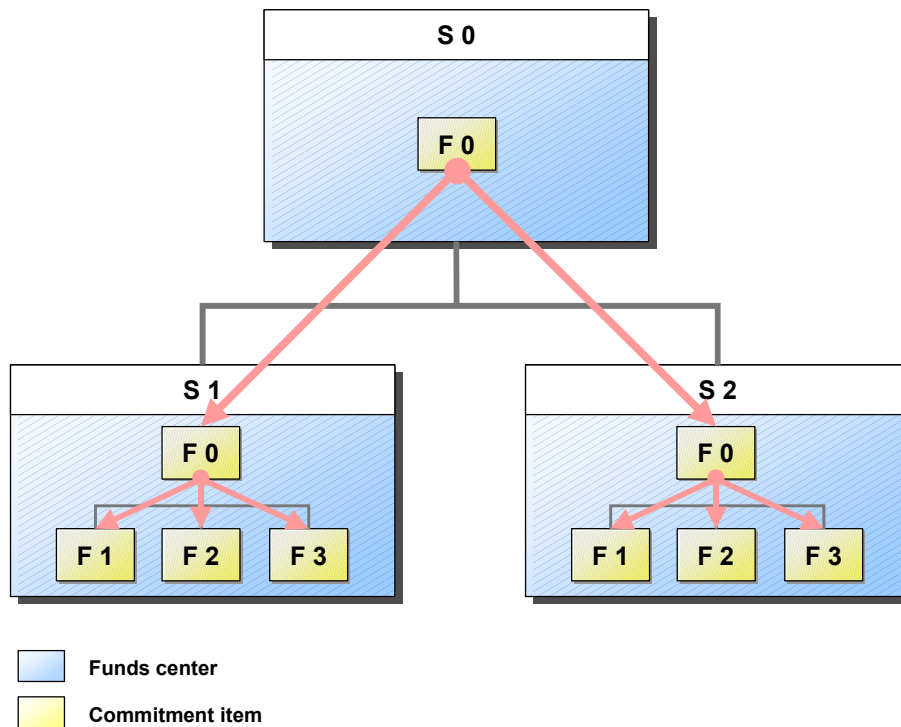 S 0
F 0
S 1
S 2
F 0
F 0
F 1
F 2
F 3
F 1
F 2
F 3
Funds center
Commitment item